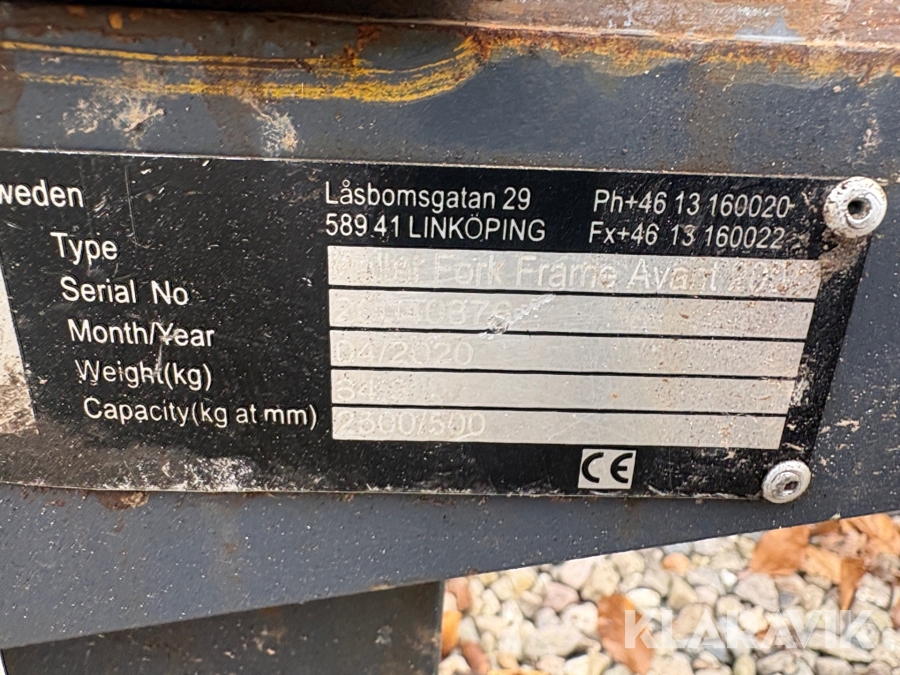 weden
Låsbomsgatan 29
589 41 LINKÖPING
Ph+46 13 160020
Fx+46 13 160022
Type Fork Frame Avant
Serial No
Month/Year 04/2020
Weight(kg)
Capacity(kg at mm) 2500/500
CE
KLARAVIK